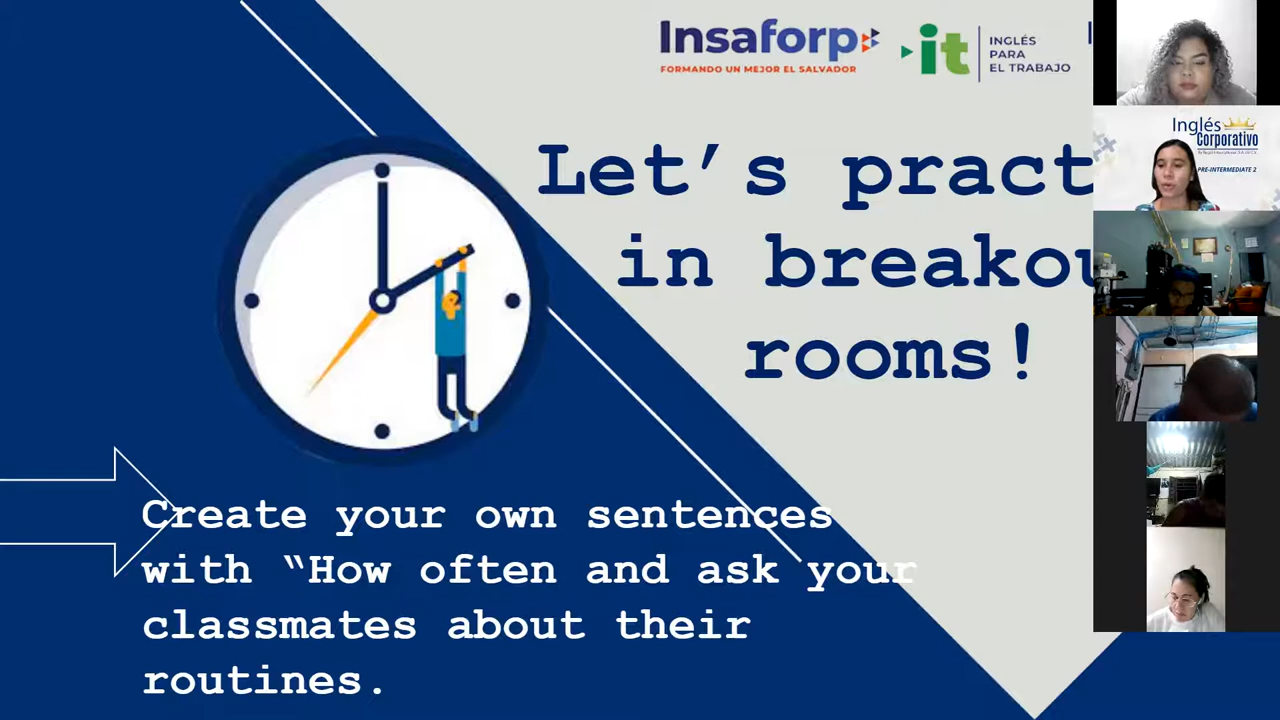 Insaforp
FORMANDO UN MEJOR EL SALVADOR
it
INGLÉS
PARA
EL TRABAJO
Let’s pract
in breakou
rooms!
Create your own sentences
with “How often and ask your
classmates about their
routines.
Inglés
Corporativo
PRE-INTERMEDIATE 2